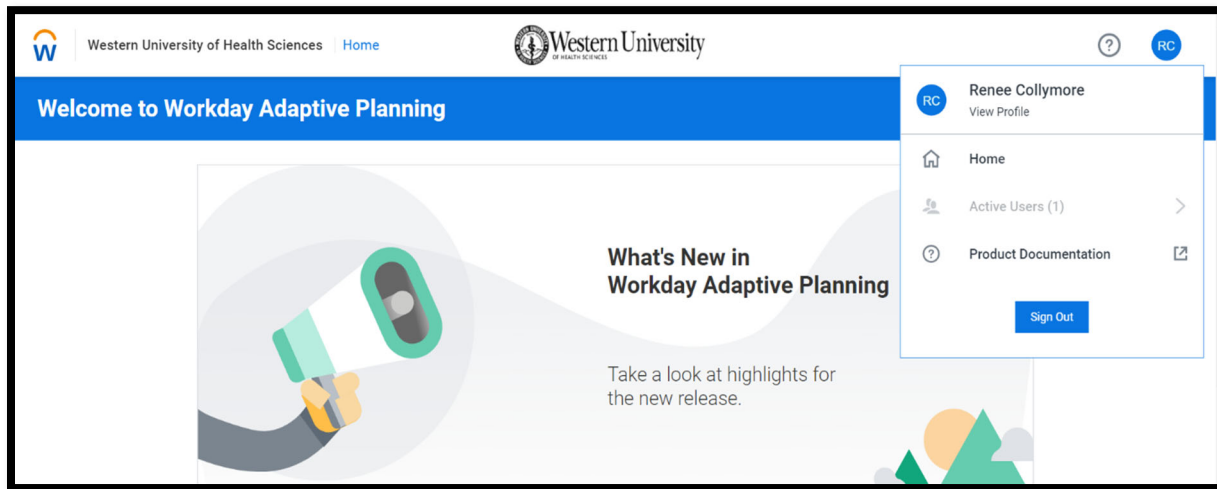 W
Western University of Health Sciences Home
Western University
OF HEALTH SCIENCES
?
RC
Welcome to Workday Adaptive Planning
RC
Renee Collymore
View Profile
Home
Active Users (1)
?
Product Documentation
Sign Out
What's New in
Workday Adaptive Planning
Take a look at highlights for
the new release.